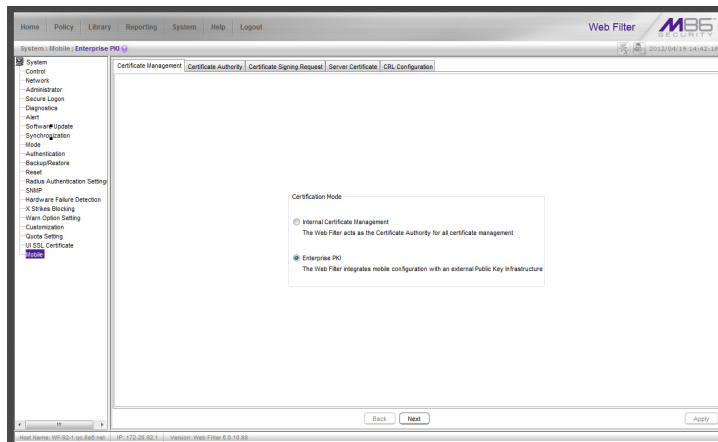 Home Policy Library Reporting System Help Logout
Web Filter
M86 SECURITY
System : Mobile : Enterprise PKI
2012/04/19 14:42:18
System
Control
Network
Administrator
Secure Logon
Diagnostics
Alert
Software Update
Synchronization
Mode
Authentication
Backup/Restore
Reset
Radius Authentication Settings
SNMP
Hardware Failure Detection
X Strikes Blocking
Warn Option Setting
Customization
Quota Setting
UI SSL Certificate
Mobile
Certificate Management Certificate Authority Certificate Signing Request Server Certificate CRL Configuration
Certification Mode
Internal Certificate Management
The Web Filter acts as the Certificate Authority for all certificate management
Enterprise PKI
The Web Filter integrates mobile configuration with an external Public Key Infrastructure
Back Next Apply
Host Name: WF-92-1.qc.8e6.net IP: 172.20.92.1 Version: Web Filter 5.0.10.88